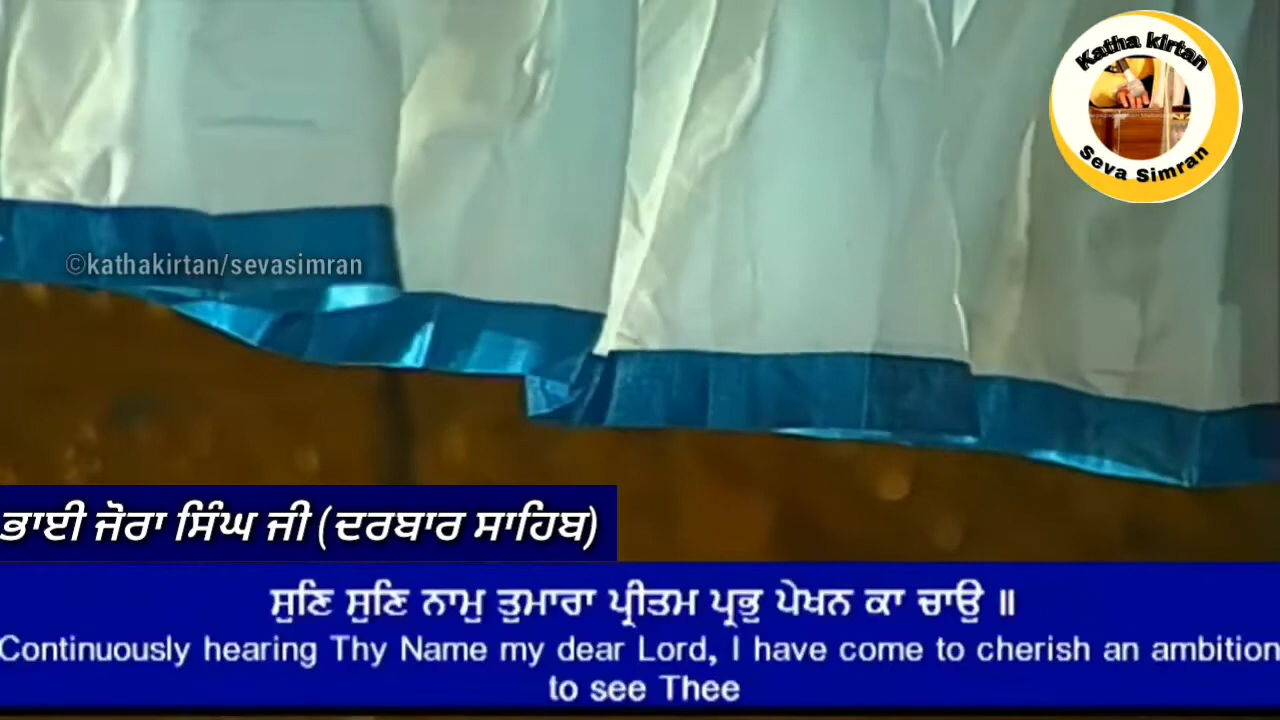 Katha kirtan
Seva Simran
©kathakirtan/sevasimran
ਭਾਈ ਜੋਰਾ ਸਿੰਘ ਜੀ (ਦਰਬਾਰ ਸਾਹਿਬ)
ਸੁਣਿ ਸੁਣਿ ਨਾਮੁ ਤੁਮਾਰਾ ਪ੍ਰੀਤਮ ਪ੍ਰਭੁ ਪੇਖਨ ਕਾ ਚਾਉ ॥
Continuously hearing Thy Name my dear Lord, I have come to cherish an ambition
to see Thee